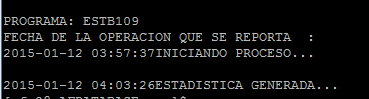 PROGRAMA: ESTB109
FECHA DE LA OPERACION QUE SE REPORTA  :
2015-01-12 03:57:37INICIANDO PROCESO...
2015-01-12 04:03:26ESTADISTICA GENERADA...